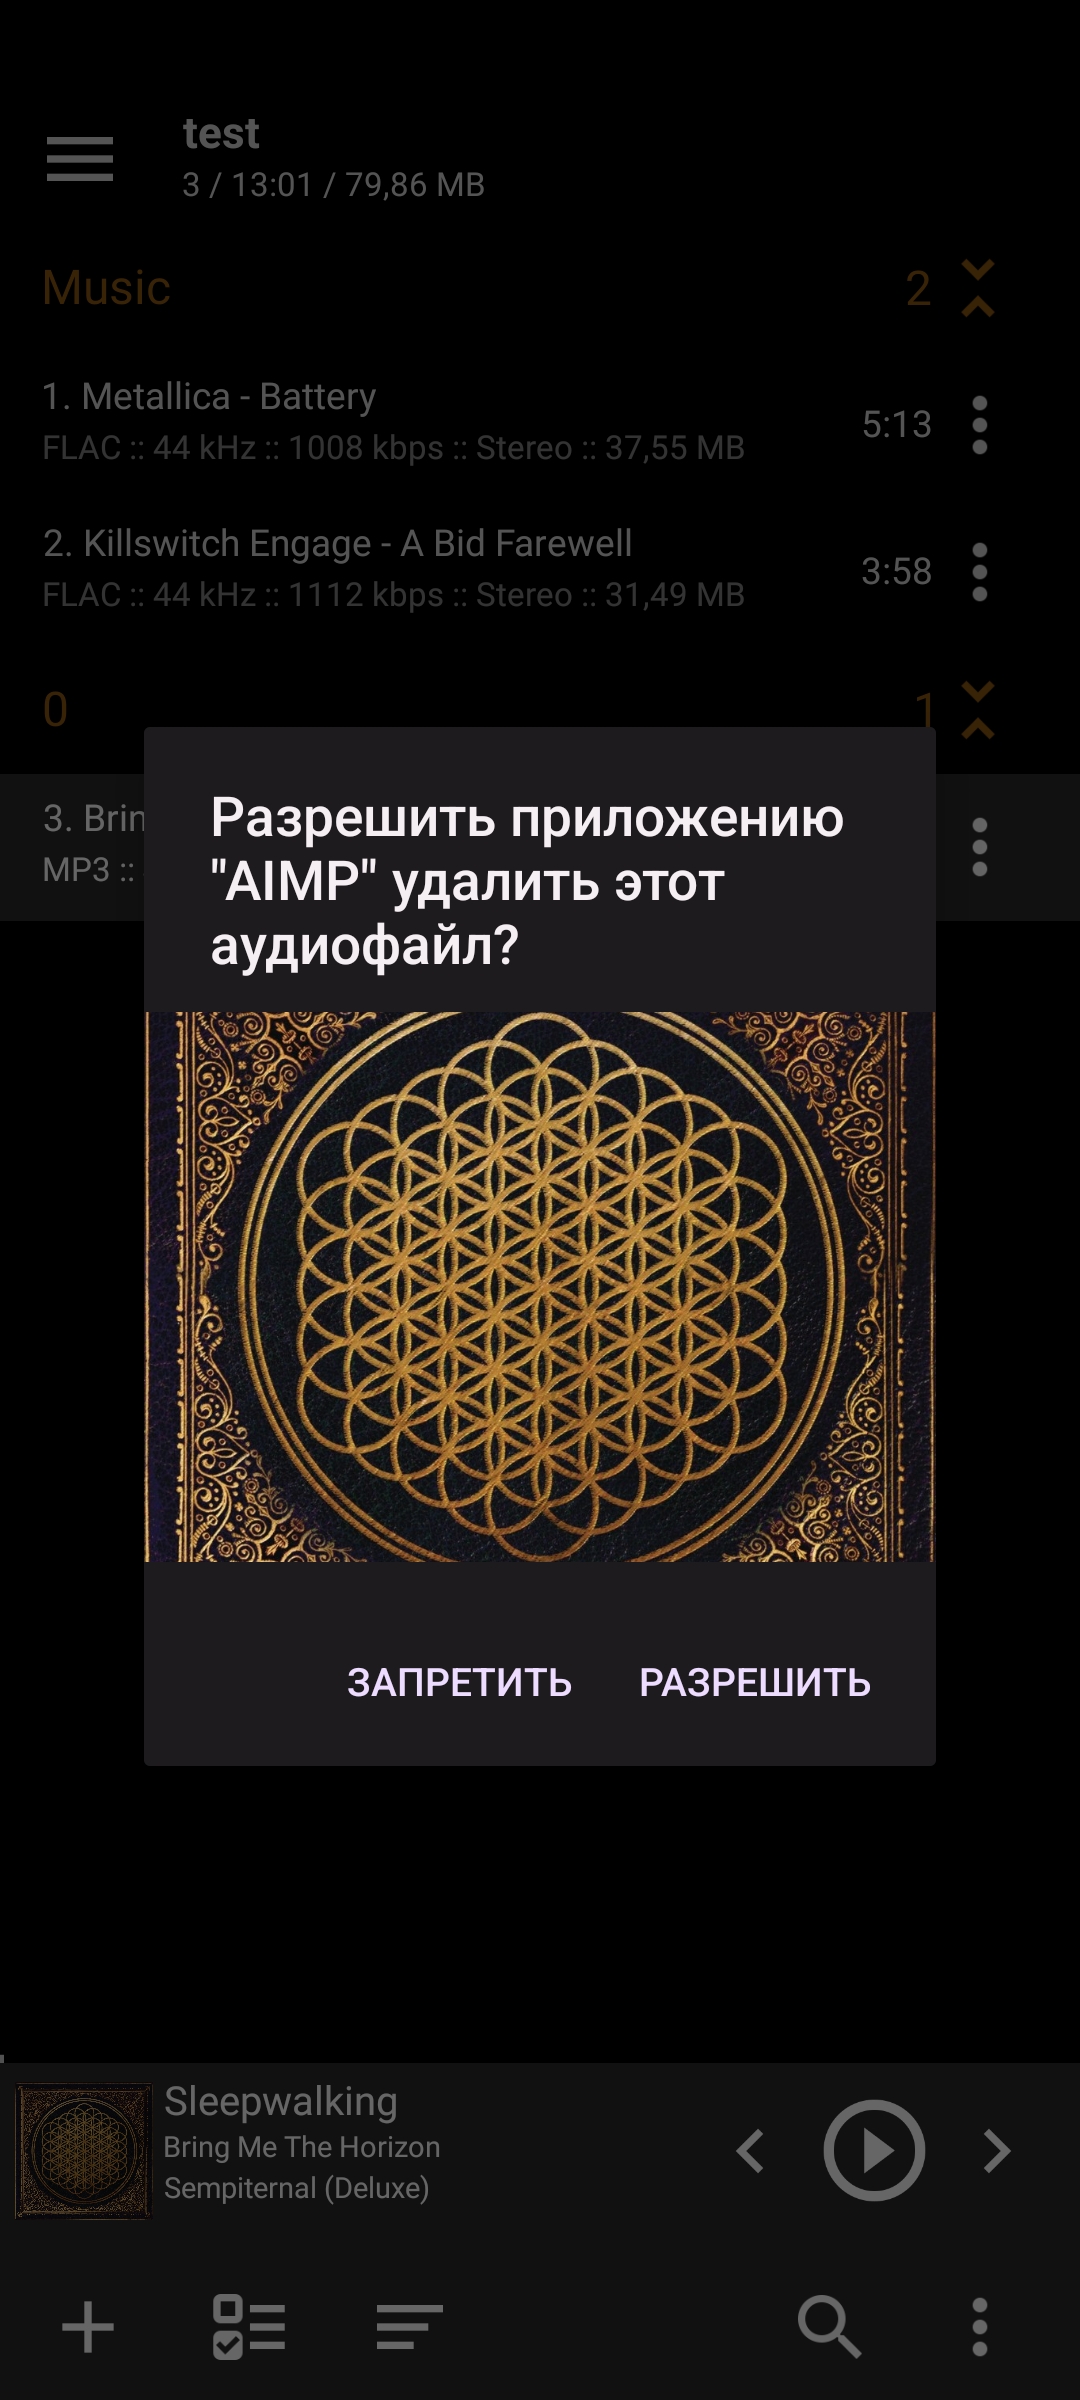 test
3 / 13:01 / 79,86 MB
Music 2
1. Metallica - Battery
5:13
FLAC :: 44 kHz :: 1008 kbps :: Stereo :: 37,55 MB
2. Killswitch Engage - A Bid Farewell
3:58
FLAC :: 44 kHz :: 1112 kbps :: Stereo :: 31,49 MB
0 1
3. Brin
MP3 ::
Разрешить приложению
"AIMP" удалить этот
аудиофайл?
ЗАПРЕТИТЬ РАЗРЕШИТЬ
Sleepwalking
Bring Me The Horizon
Sempiternal (Deluxe)